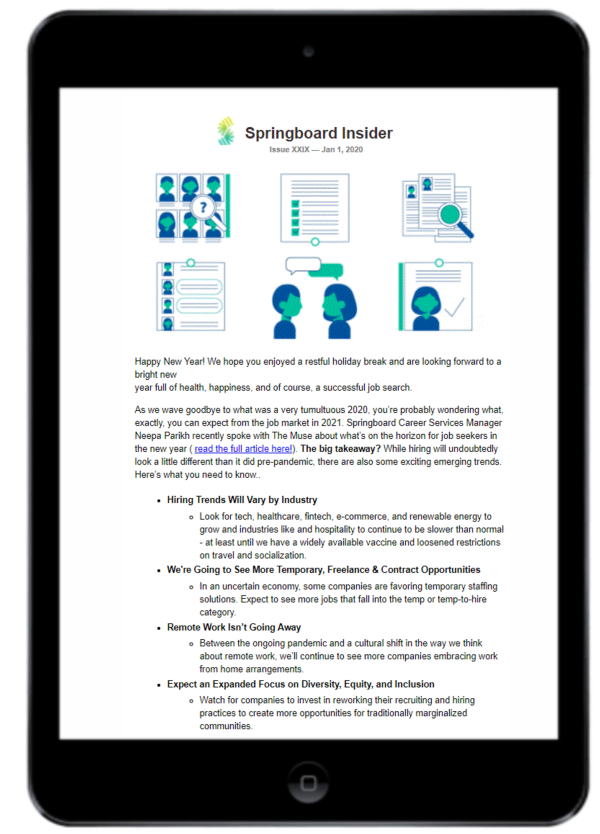 Springboard Insider
Issue XXIX — Jan 1, 2020
?
Happy New Year! We hope you enjoyed a restful holiday break and are looking forward to a
bright new
year full of health, happiness, and of course, a successful job search.
As we wave goodbye to what was a very tumultuous 2020, you're probably wondering what,
exactly, you can expect from the job market in 2021. Springboard Career Services Manager
Neepa Parikh recently spoke with The Muse about what's on the horizon for job seekers in
the new year ( read the full article here!). The big takeaway? While hiring will undoubtedly
look a little different than it did pre-pandemic, there are also some exciting emerging trends.
Here's what you need to know..
• Hiring Trends Will Vary by Industry
○ Look for tech, healthcare, fintech, e-commerce, and renewable energy to
grow and industries like and hospitality to continue to be slower than normal
- at least until we have a widely available vaccine and loosened restrictions
on travel and socialization.
• We're Going to See More Temporary, Freelance & Contract Opportunities
○ In an uncertain economy, some companies are favoring temporary staffing
solutions. Expect to see more jobs that fall into the temp or temp-to-hire
category.
• Remote Work Isn't Going Away
○ Between the ongoing pandemic and a cultural shift in the way we think
about remote work, we'll continue to see more companies embracing work
from home arrangements.
• Expect an Expanded Focus on Diversity, Equity, and Inclusion
○ Watch for companies to invest in reworking their recruiting and hiring
practices to create more opportunities for traditionally marginalized
communities.